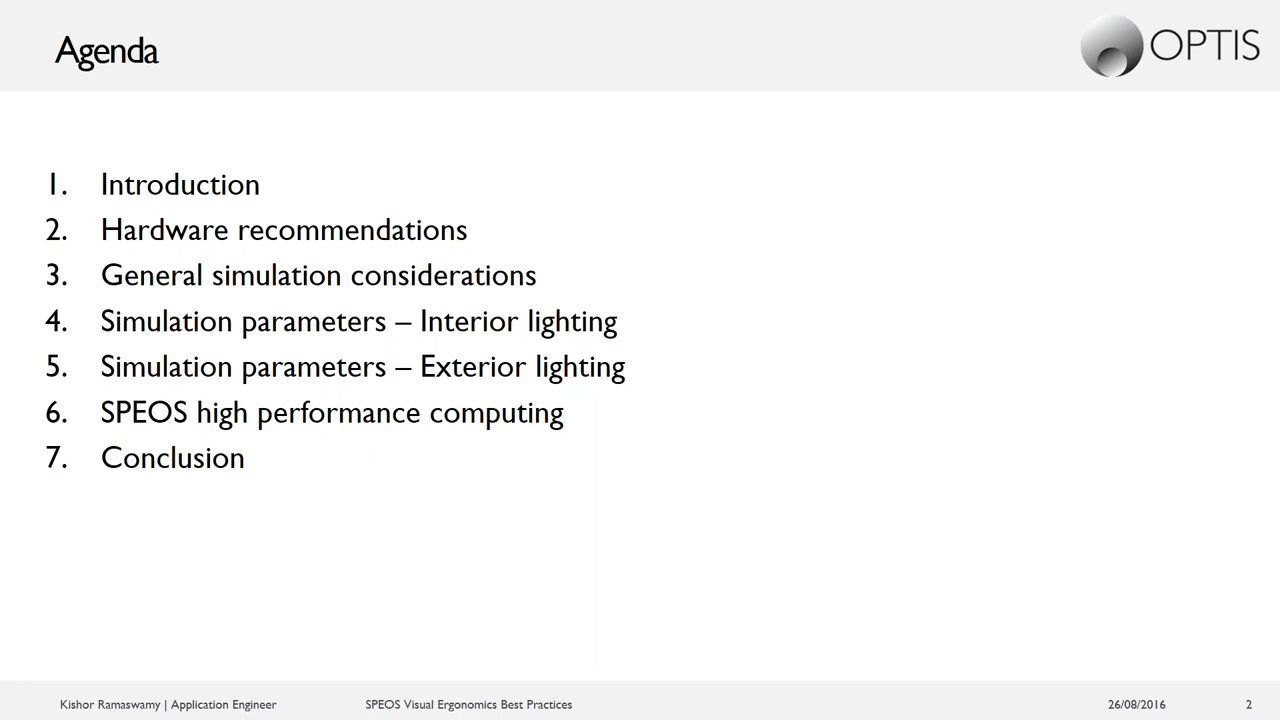 Agenda
OPTIS
1. Introduction
2. Hardware recommendations
3. General simulation considerations
4. Simulation parameters – Interior lighting
5. Simulation parameters – Exterior lighting
6. SPEOS high performance computing
7. Conclusion
Kishor Ramaswamy | Application Engineer SPEOS Visual Ergonomics Best Practices 26/08/2016 2